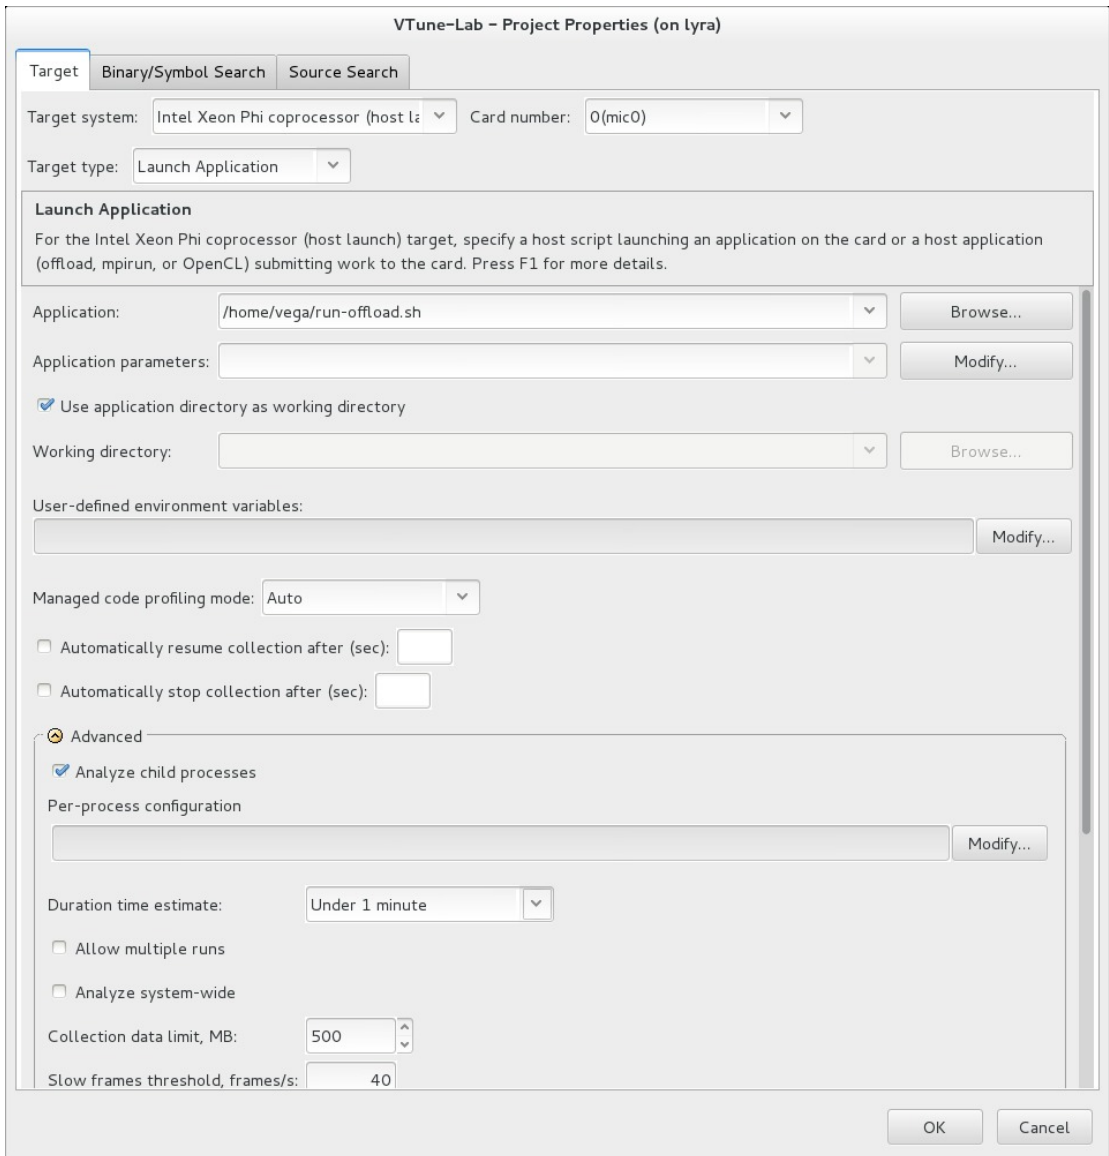 VTune-Lab - Project Properties (on lyra)
Target Binary/Symbol Search Source Search
Target system: Intel Xeon Phi coprocessor (host la Card number: 0(mic0)
Target type: Launch Application
Launch Application
For the Intel Xeon Phi coprocessor (host launch) target, specify a host script launching an application on the card or a host application
(offload, mpirun, or OpenCL) submitting work to the card. Press F1 for more details.
Application: /home/vega/run-offload.sh Browse...
Application parameters: Modify...
Use application directory as working directory
Working directory: Browse...
User-defined environment variables:
Modify...
Managed code profiling mode: Auto
Automatically resume collection after (sec):
Automatically stop collection after (sec):
Advanced
Analyze child processes
Per-process configuration
Modify...
Duration time estimate: Under 1 minute
Allow multiple runs
Analyze system-wide
Collection data limit, MB: 500
Slow frames threshold, frames/s: 40
OK Cancel